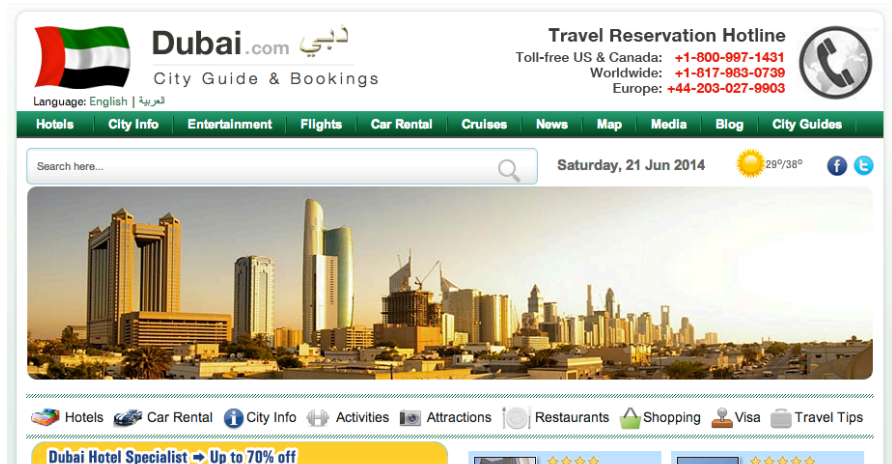 Dubai.com دبي
City Guide & Bookings
Language: English | العربية
Travel Reservation Hotline
Toll-free US & Canada: +1-800-997-1431
Worldwide: +1-817-983-0739
Europe: +44-203-027-9903
Hotels City Info Entertainment Flights Car Rental Cruises News Map Media Blog City Guides
Search here...
Saturday, 21 Jun 2014
29°/38°
f t
Hotels Car Rental City Info Activities Attractions Restaurants Shopping Visa Travel Tips
Dubai Hotel Specialist ➔ Up to 70% off